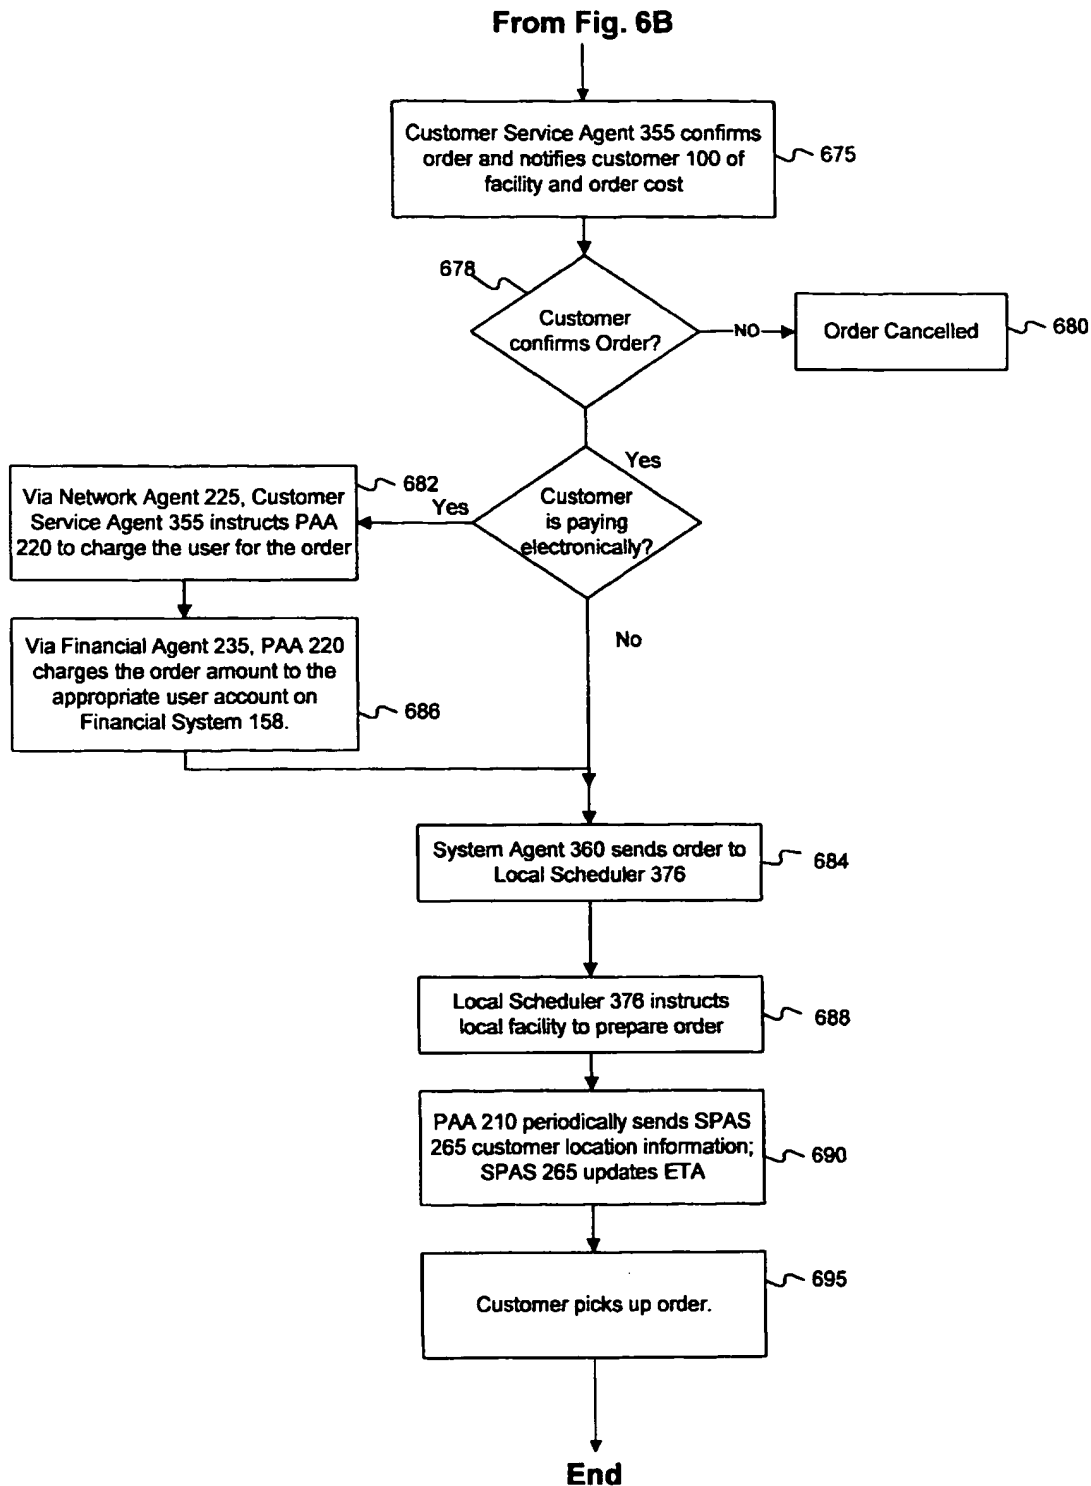 From Fig. 6B
Customer Service Agent 355 confirms
order and notifies customer 100 of
facility and order cost
675
678
Customer
confirms Order?
NO
Order Cancelled
680
Yes
Customer
is paying
electronically?
Yes
682
Via Network Agent 225, Customer
Service Agent 355 instructs PAA
220 to charge the user for the order
Via Financial Agent 235, PAA 220
charges the order amount to the
appropriate user account on
Financial System 158.
686
No
System Agent 360 sends order to
Local Scheduler 376
684
Local Scheduler 376 instructs
local facility to prepare order
688
PAA 210 periodically sends SPAS
265 customer location information;
SPAS 265 updates ETA
690
Customer picks up order.
695
End